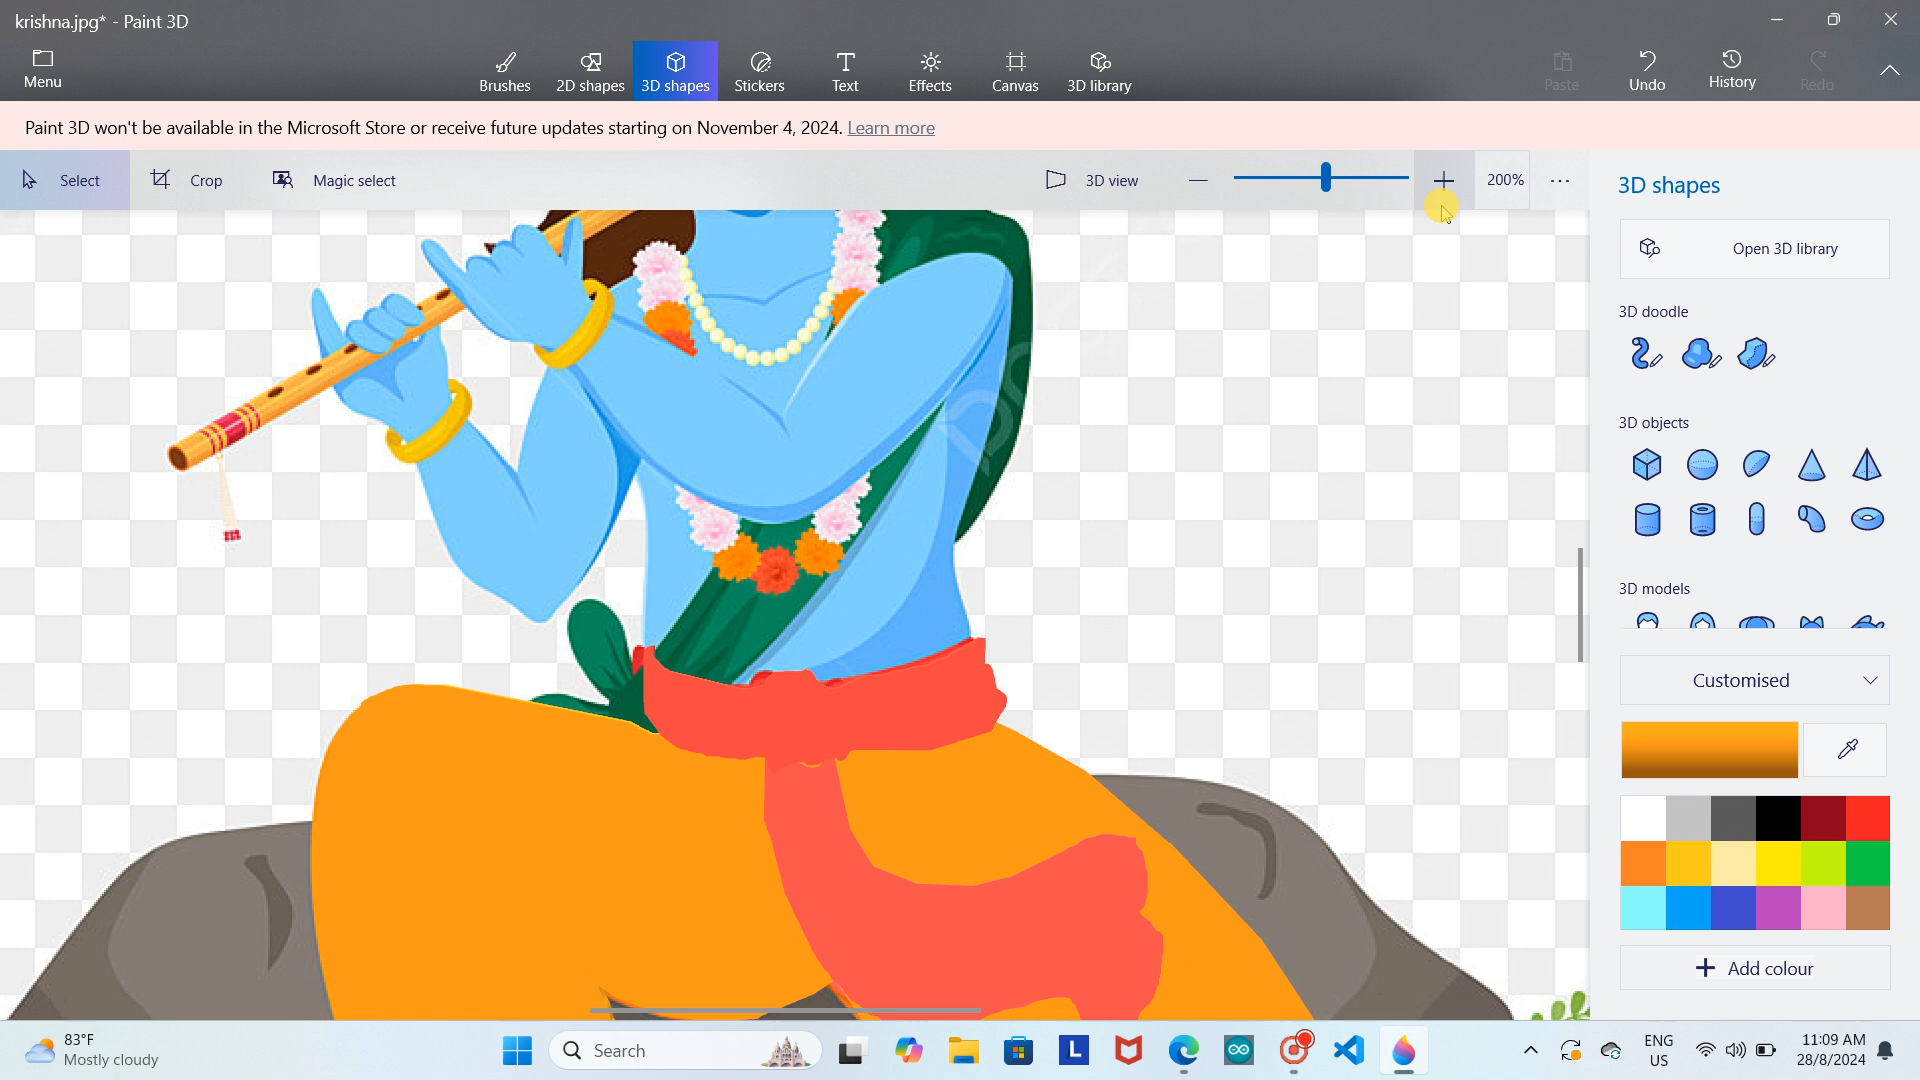 krishna.jpg* - Paint 3D
Menu
Brushes
2D shapes
3D shapes
Stickers
Text
Effects
Canvas
3D library
Paste
Undo
History
Redo
Paint 3D won't be available in the Microsoft Store or receive future updates starting on November 4, 2024. Learn more
Select
Crop
Magic select
3D view
200%
3D shapes
Open 3D library
3D doodle
3D objects
3D models
Customised
Add colour
83°F
Mostly cloudy
Search
L
ENG
US
11:09 AM
28/8/2024